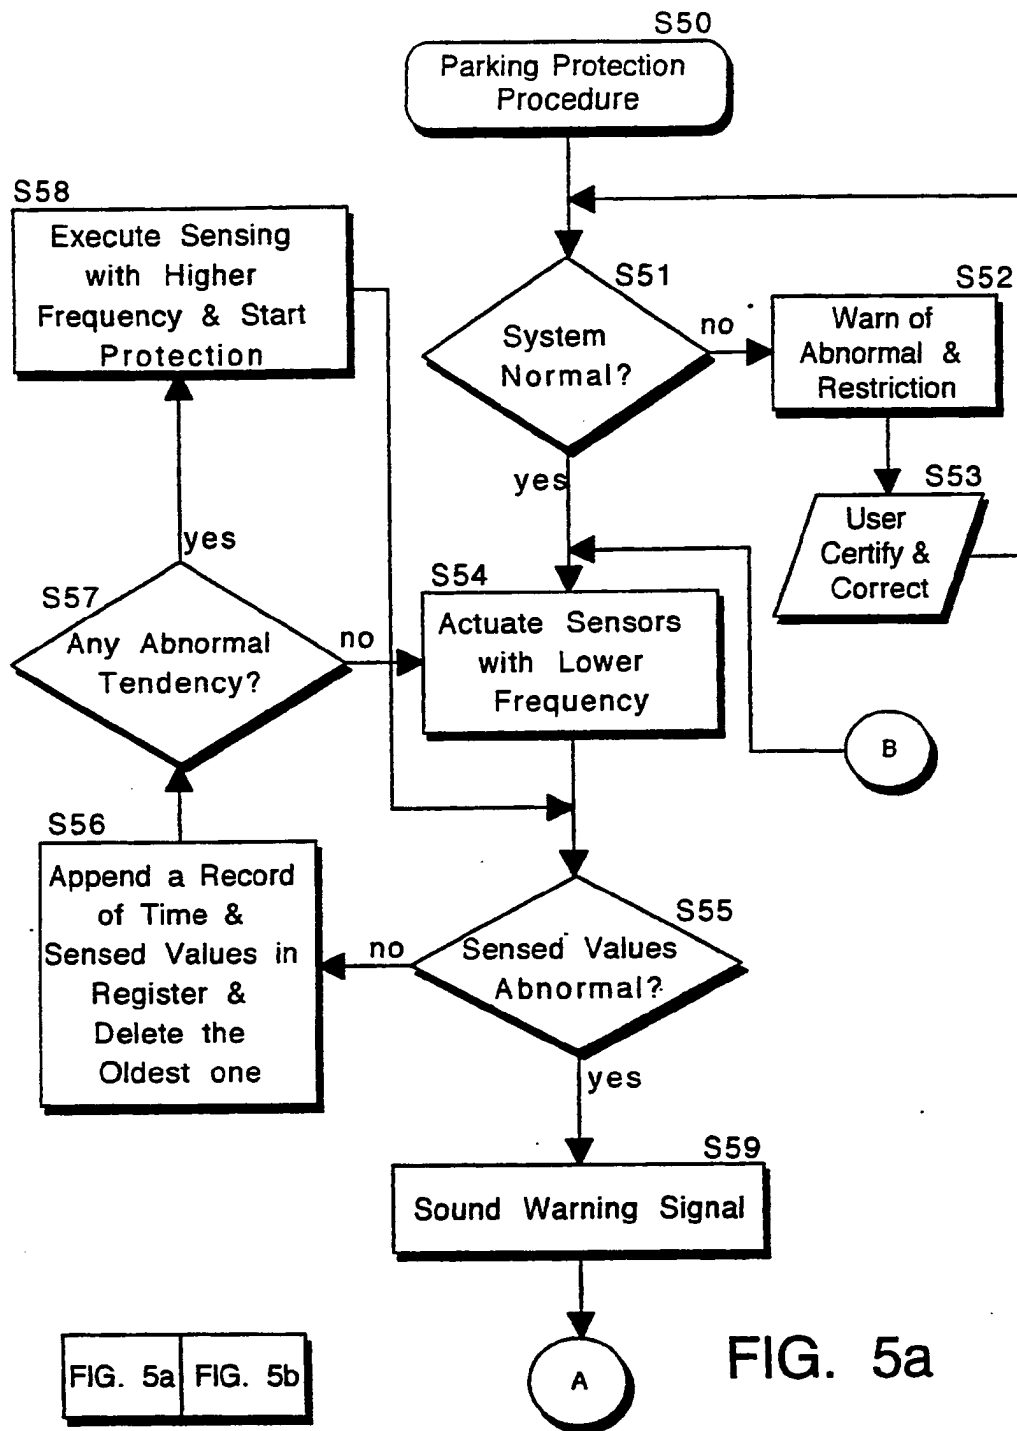 S50
Parking Protection
Procedure
S58
Execute Sensing
with Higher
Frequency & Start
Protection
S51
System
Normal?
no
yes
S52
Warn of
Abnormal &
Restriction
S53
User
Certify &
Correct
yes
S57
Any Abnormal
Tendency?
no
S54
Actuate Sensors
with Lower
Frequency
B
S56
Append a Record
of Time &
Sensed Values in
Register &
Delete the
Oldest one
no
S55
Sensed Values
Abnormal?
yes
S59
Sound Warning Signal
A
FIG. 5a
FIG. 5b
FIG. 5a